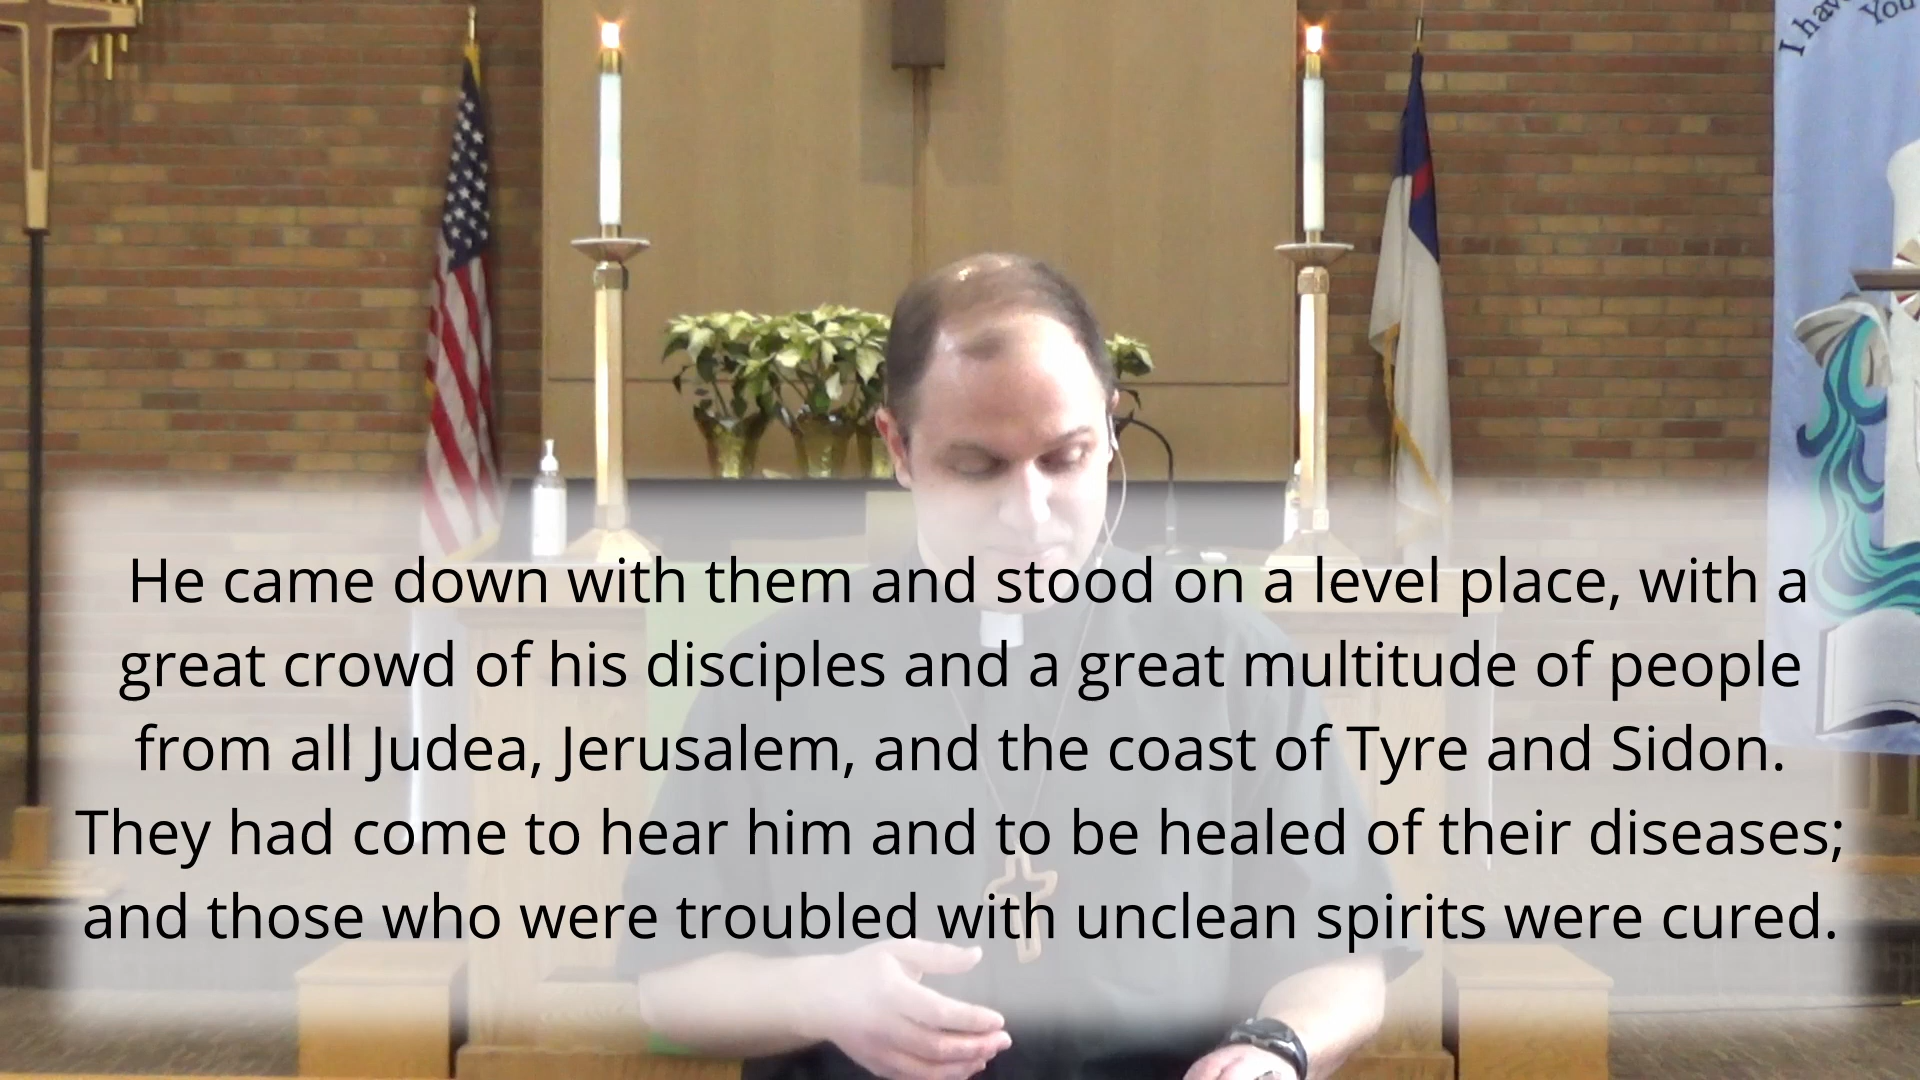 I have
You
He came down with them and stood on a level place, with a
great crowd of his disciples and a great multitude of people
from all Judea, Jerusalem, and the coast of Tyre and Sidon.
They had come to hear him and to be healed of their diseases;
and those who were troubled with unclean spirits were cured.